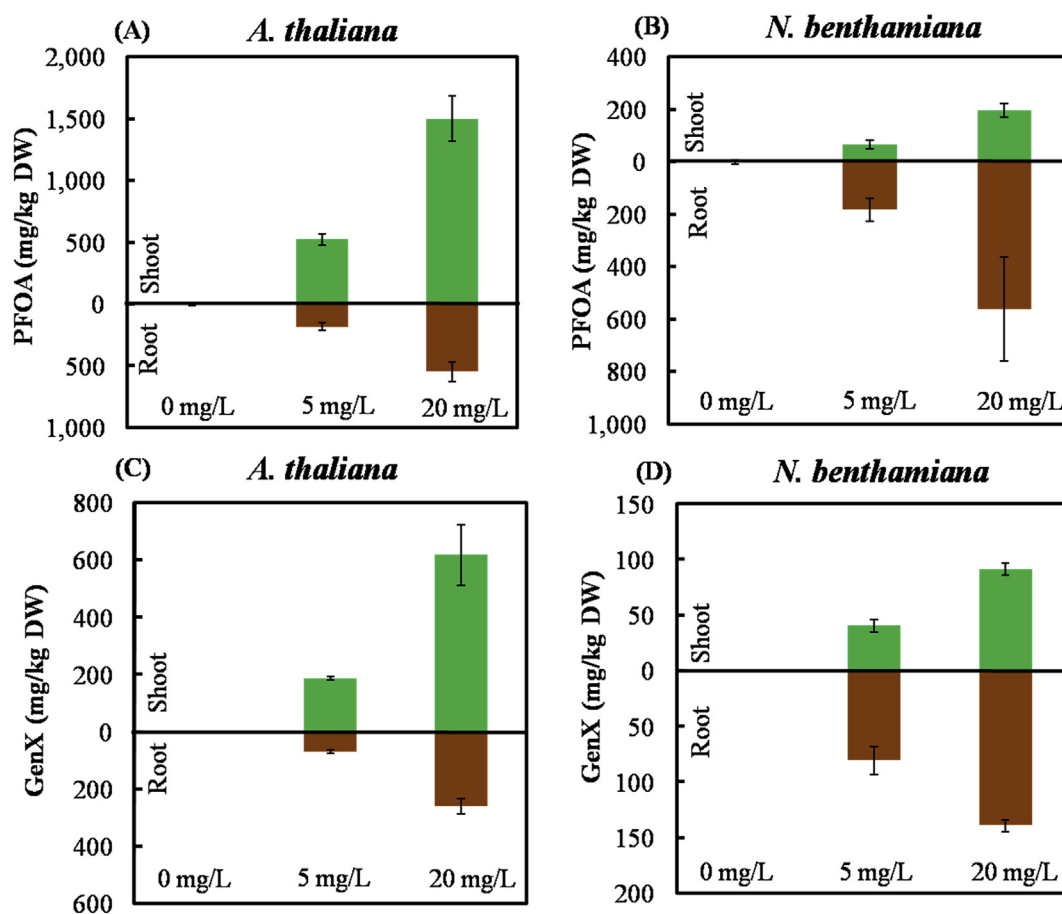 (A)
A. thaliana
2,000
1,500
1,000
500
0
500
1,000
PFOA (mg/kg DW)
Shoot
Root
0 mg/L
5 mg/L
20 mg/L
(B)
N. benthamiana
400
200
0
200
400
600
800
1,000
PFOA (mg/kg DW)
Shoot
Root
0 mg/L
5 mg/L
20 mg/L
(C)
A. thaliana
800
600
400
200
0
200
400
600
GenX (mg/kg DW)
Shoot
Root
0 mg/L
5 mg/L
20 mg/L
(D)
N. benthamiana
150
100
50
0
50
100
150
200
GenX (mg/kg DW)
Shoot
Root
0 mg/L
5 mg/L
20 mg/L